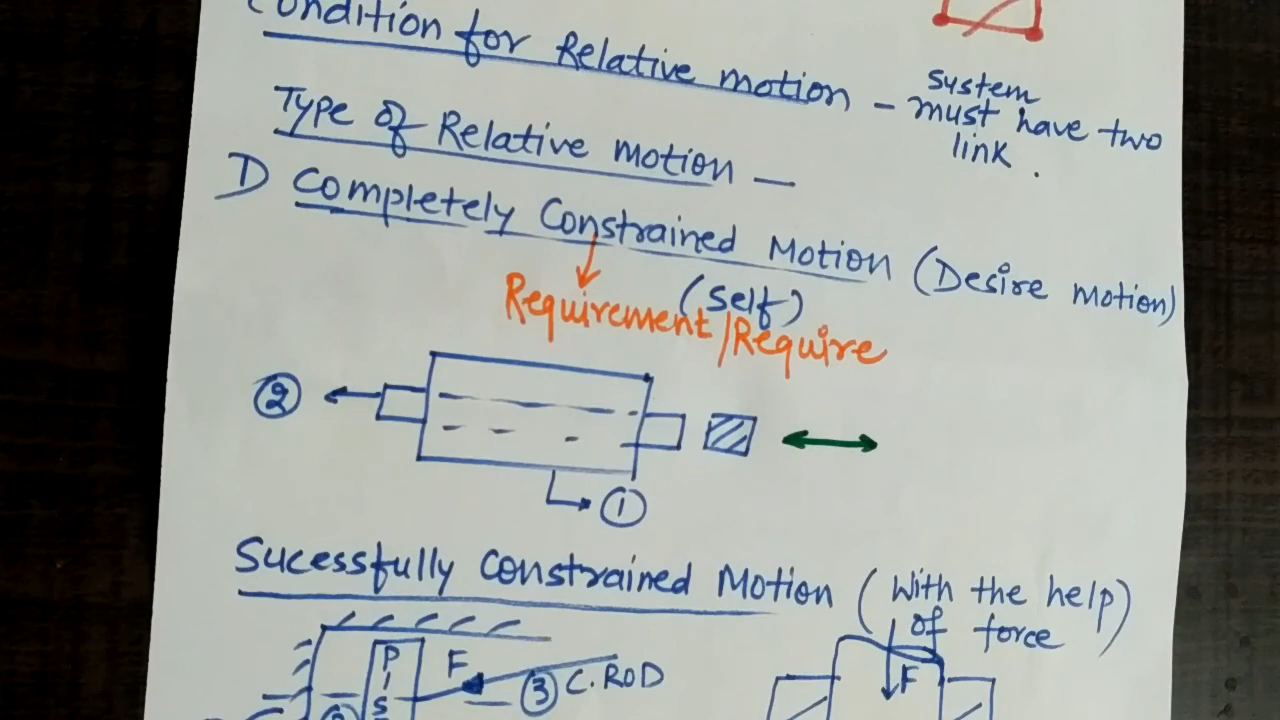 Condition for Relative motion - system
must have two
link.
Type of Relative motion —
1) Completely Constrained Motion (Desire motion)
(Self)
Requirement/Require
②
①
Sucessfully Constrained Motion (With the help)
of force
P
I
S
F
③ C.ROD
F
②